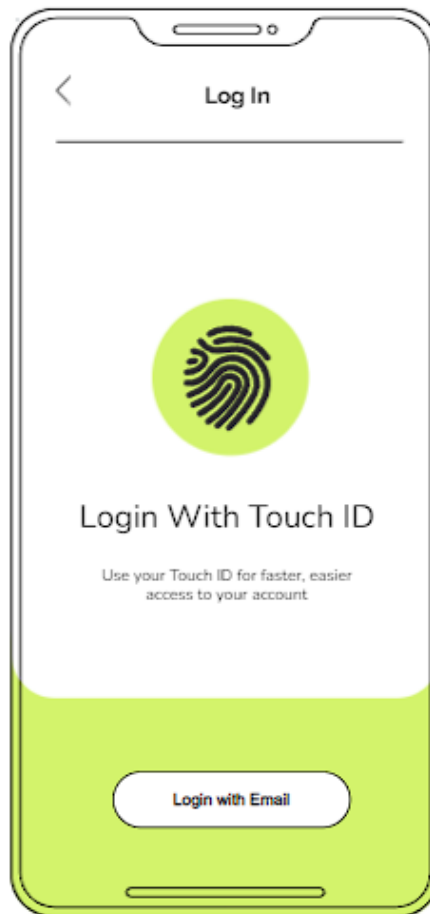 Log In
Login With Touch ID
Use your Touch ID for faster, easier
access to your account
Login with Email